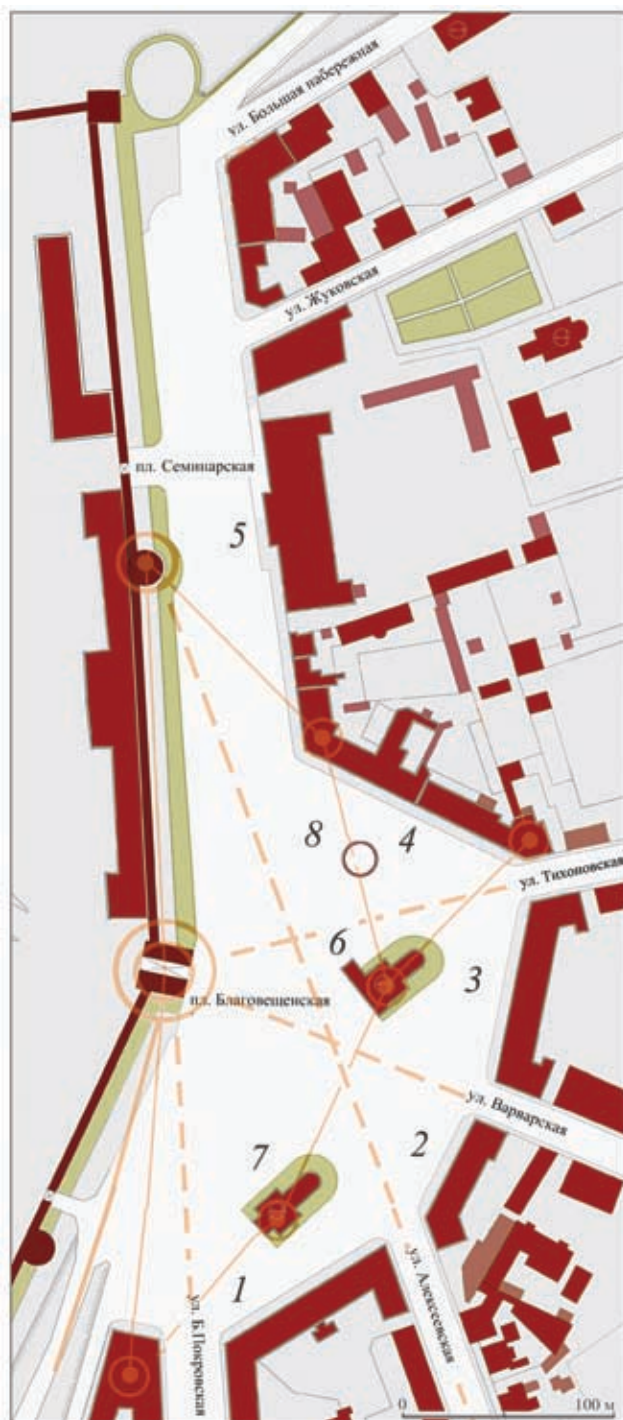 ул. Большая набережная
ул. Жуковская
пл. Семинарская
5
8
4
ул. Тихоновская
6
3
пл. Благовещенская
ул. Варварская
2
7
ул. Алексеевская
1
ул. Б.Покровская
0 100 м